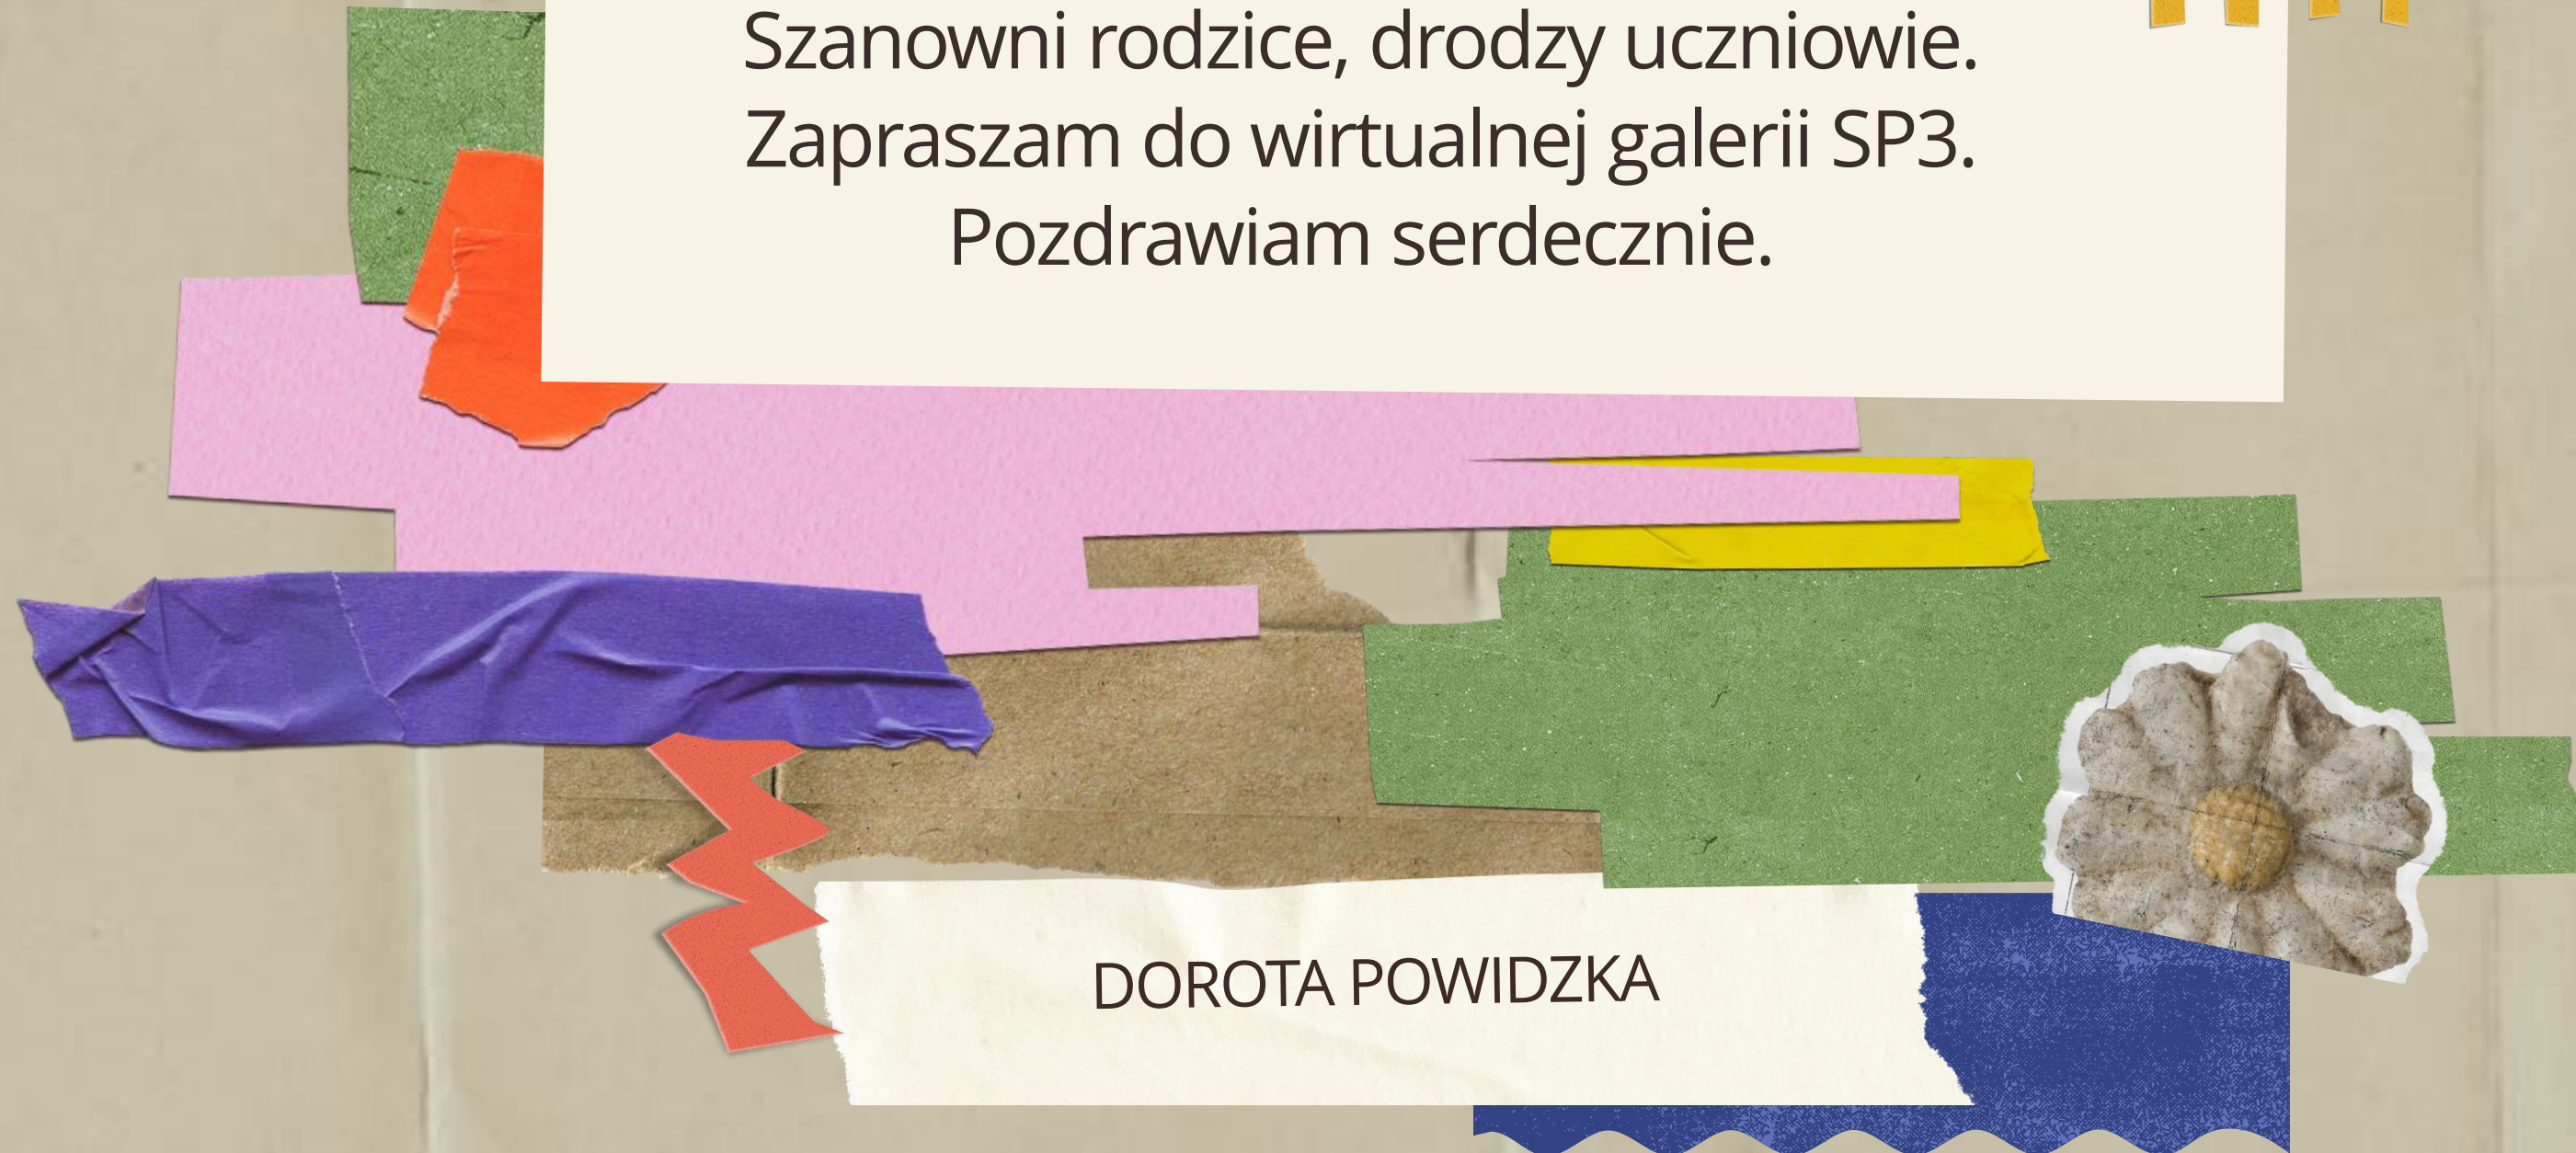 Szanowni rodzice, drodzy uczniowie.
Zapraszam do wirtualnej galerii SP3.
Pozdrawiam serdecznie.
DOROTA POWIDZKA